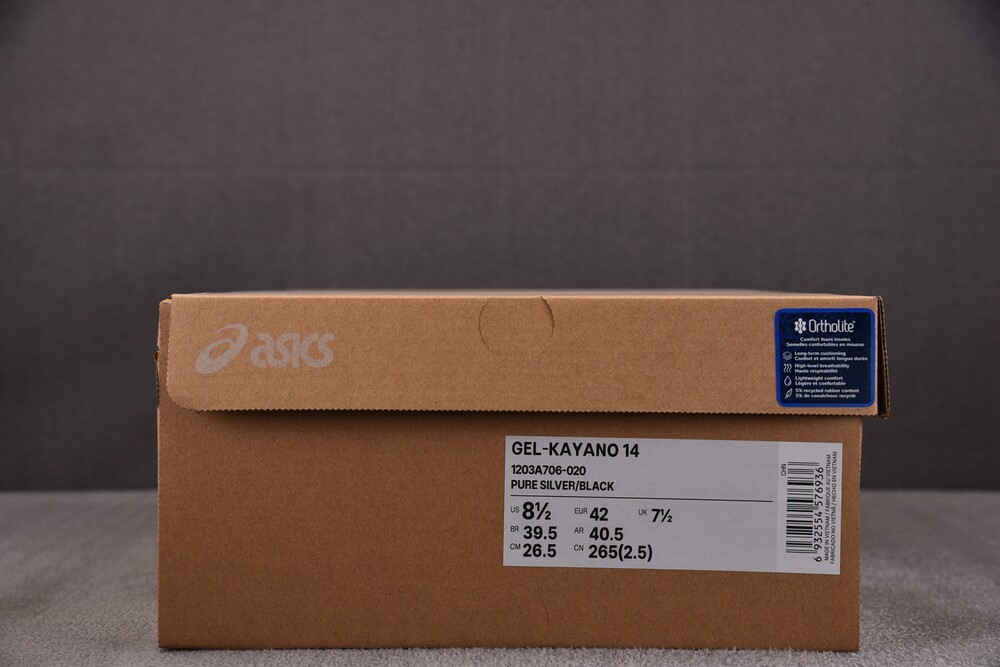 asics
OrthoLite®
Comfort foam insoles
Semelles confortables en mousse
Long-term cushioning
Confort et amorti longue durée
High-level breathability
Haute respirabilité
Lightweight comfort
Légère et confortable
5% recycled rubber content
5% de caoutchouc recyclé
GEL-KAYANO 14
1203A706-020
PURE SILVER/BLACK
US 8½ EUR 42 UK 7½
BR 39.5 AR 40.5
CM 26.5 CN 265(2.5)
CHN
6 932554 576936
MADE IN VIETNAM / FABRIQUÉ AU VIETNAM
FABRICADO NO VIETNÃ / HECHO EN VIETNAM